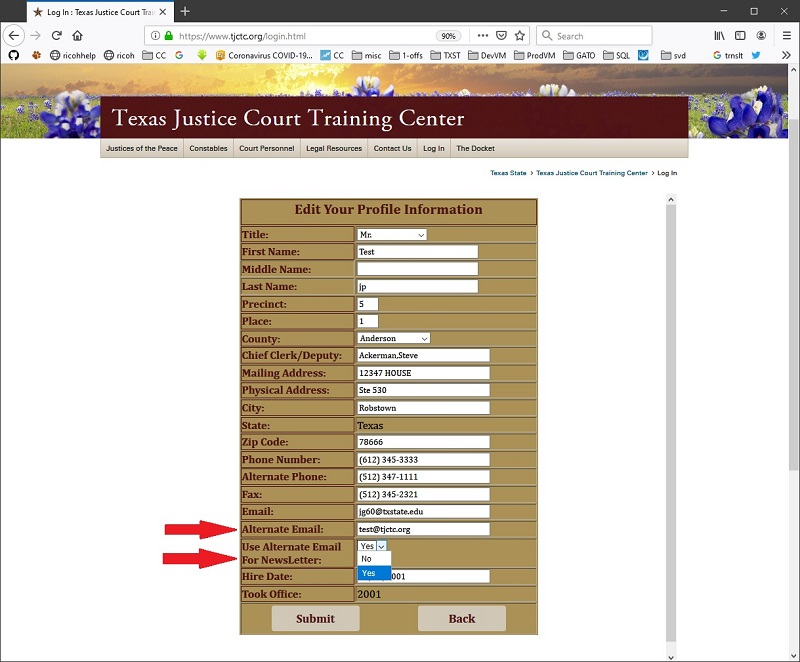 Log In : Texas Justice Court Trai
https://www.tjctc.org/login.html
90%
Search
ricohhelp
ricoh
CC
Coronavirus COVID-19...
CC
misc
1-offs
TXST
DevVM
ProdVM
GATO
SQL
svd
trnslt
Texas Justice Court Training Center
Justices of the Peace
Constables
Court Personnel
Legal Resources
Contact Us
Log In
The Docket
Texas State > Texas Justice Court Training Center > Log In
Edit Your Profile Information
Title: Mr.
First Name: Test
Middle Name:
Last Name: jp
Precinct: 5
Place: 1
County: Anderson
Chief Clerk/Deputy: Ackerman,Steve
Mailing Address: 12347 HOUSE
Physical Address: Ste 530
City: Robstown
State: Texas
Zip Code: 78666
Phone Number: (612) 345-3333
Alternate Phone: (512) 347-1111
Fax: (512) 345-2321
Email: jg60@txstate.edu
Alternate Email: test@tjctc.org
Use Alternate Email Yes
For NewsLetter: No
Yes
Hire Date: 001
Took Office: 2001
Submit Back